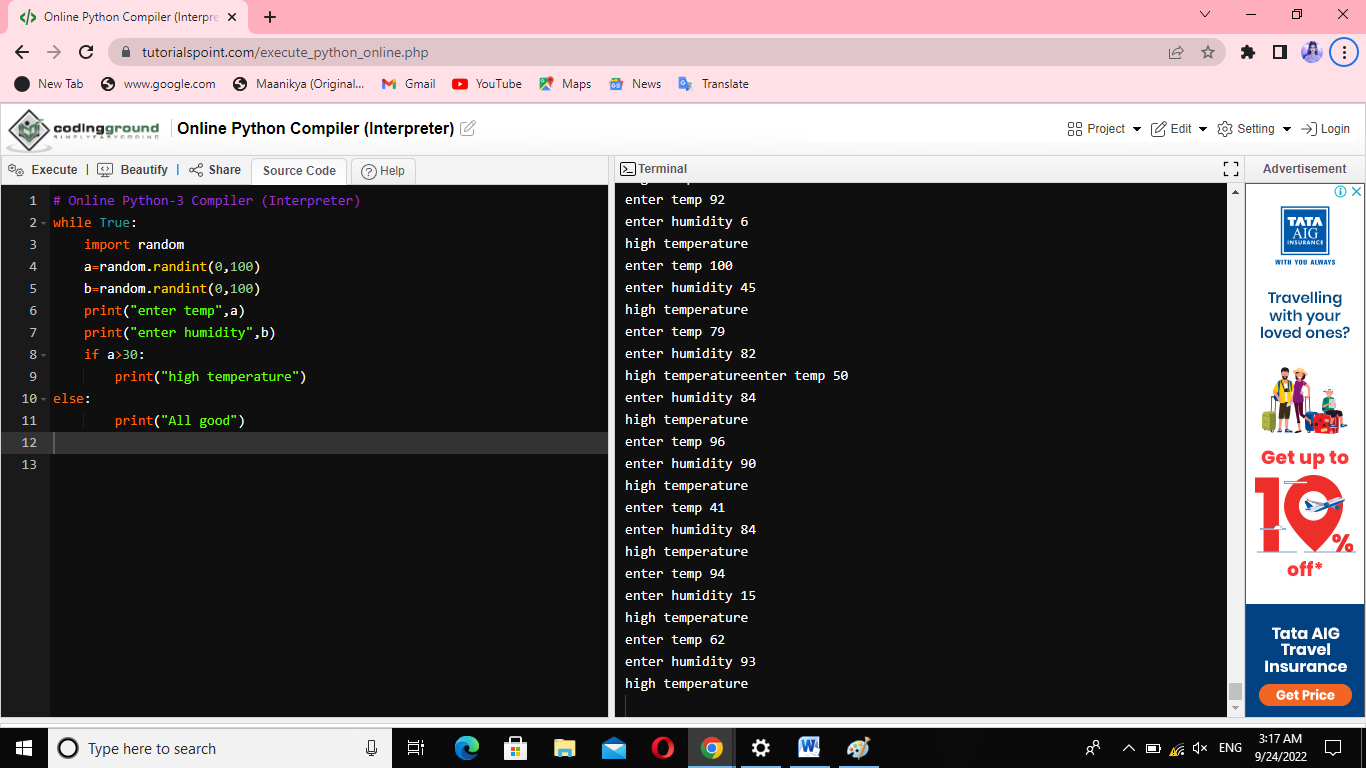 Online Python Compiler (Interpre
tutorialspoint.com/execute_python_online.php
New Tab www.google.com Maanikya (Original... Gmail YouTube Maps News Translate
codingground
SIMPLY EASY CODING
Online Python Compiler (Interpreter)
Project Edit Setting Login
Execute | Beautify | Share Source Code Help
1 # Online Python-3 Compiler (Interpreter)
2 while True:
3 import random
4 a=random.randint(0,100)
5 b=random.randint(0,100)
6 print("enter temp",a)
7 print("enter humidity",b)
8 if a>30:
9 print("high temperature")
10 else:
11 print("All good")
12
13
Terminal
enter temp 92
enter humidity 6
high temperature
enter temp 100
enter humidity 45
high temperature
enter temp 79
enter humidity 82
high temperatureenter temp 50
enter humidity 84
high temperature
enter temp 96
enter humidity 90
high temperature
enter temp 41
enter humidity 84
high temperature
enter temp 94
enter humidity 15
high temperature
enter temp 62
enter humidity 93
high temperature
Advertisement
TATA
AIG
INSURANCE
WITH YOU ALWAYS
Travelling
with your
loved ones?
Get up to
10%
off*
Tata AIG
Travel
Insurance
Get Price
Type here to search
ENG
3:17 AM
9/24/2022